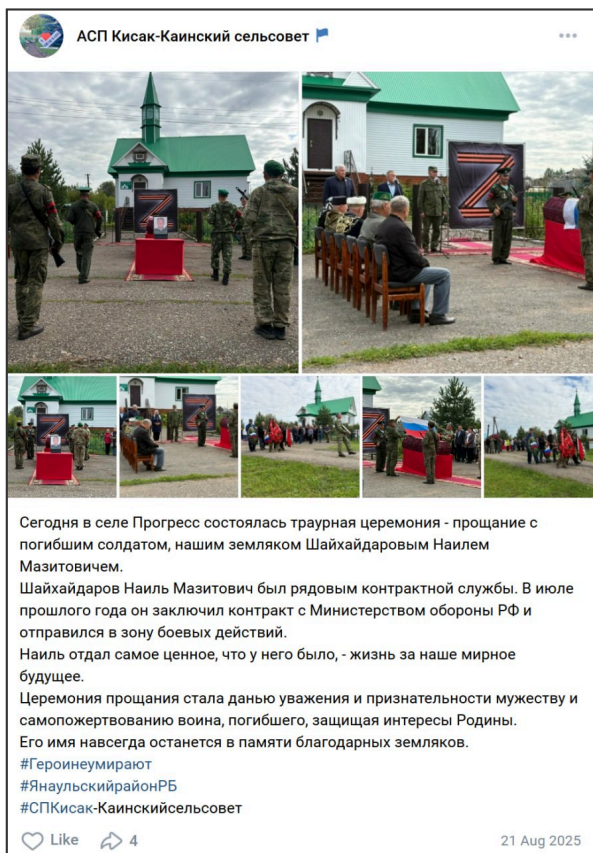 АСП Кисак-Каинский сельсовет
Сегодня в селе Прогресс состоялась траурная церемония - прощание с
погибшим солдатом, нашим земляком Шайхайдаровым Наилем
Мазитовичем.
Шайхайдаров Наиль Мазитович был рядовым контрактной службы. В июле
прошлого года он заключил контракт с Министерством обороны РФ и
отправился в зону боевых действий.
Наиль отдал самое ценное, что у него было, - жизнь за наше мирное
будущее.
Церемония прощания стала данью уважения и признательности мужеству и
самопожертвованию воина, погибшего, защищая интересы Родины.
Его имя навсегда останется в памяти благодарных земляков.
#Героинеумирают
#ЯнаульскийрайонРБ
#СПКисак-Каинскийсельсовет
Like 4 21 Aug 2025